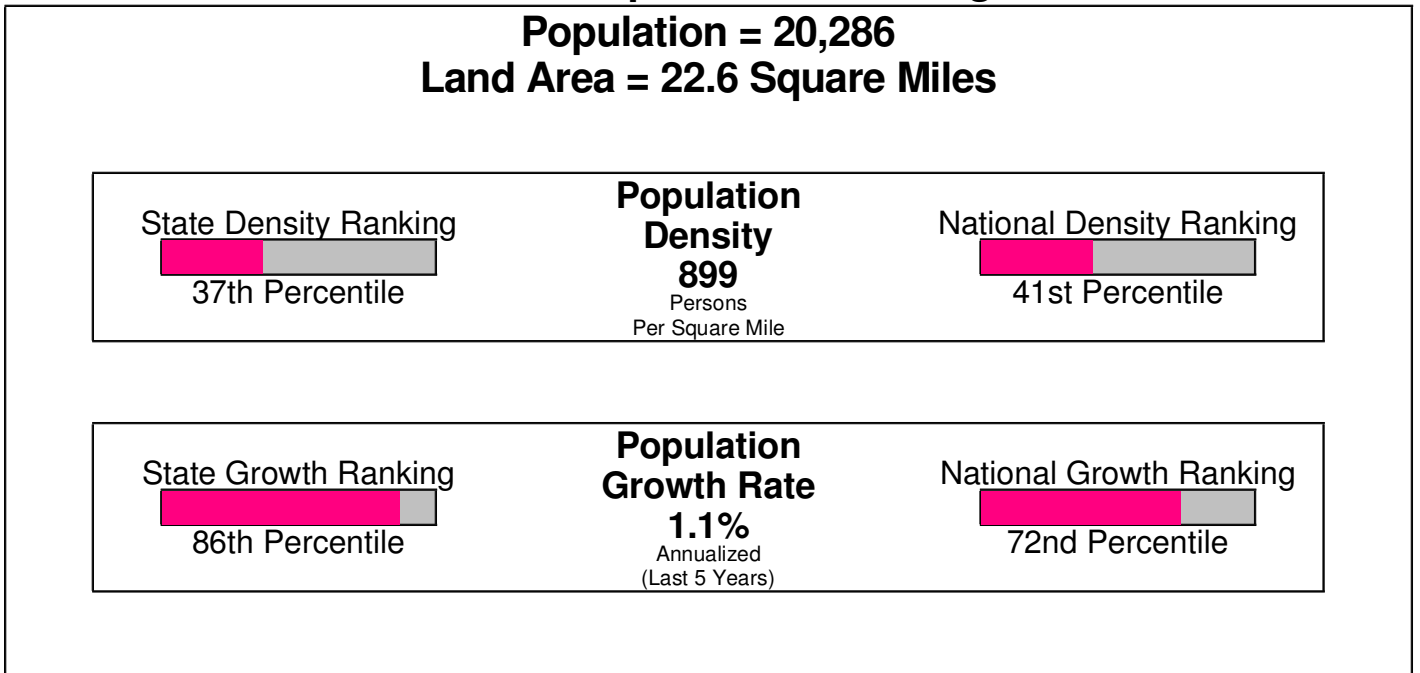 Population = 20,286
Land Area = 22.6 Square Miles
Population
Density
899
Persons
Per Square Mile
State Density Ranking
37th Percentile
National Density Ranking
41st Percentile
Population
Growth Rate
1.1%
Annualized
(Last 5 Years)
State Growth Ranking
86th Percentile
National Growth Ranking
72nd Percentile